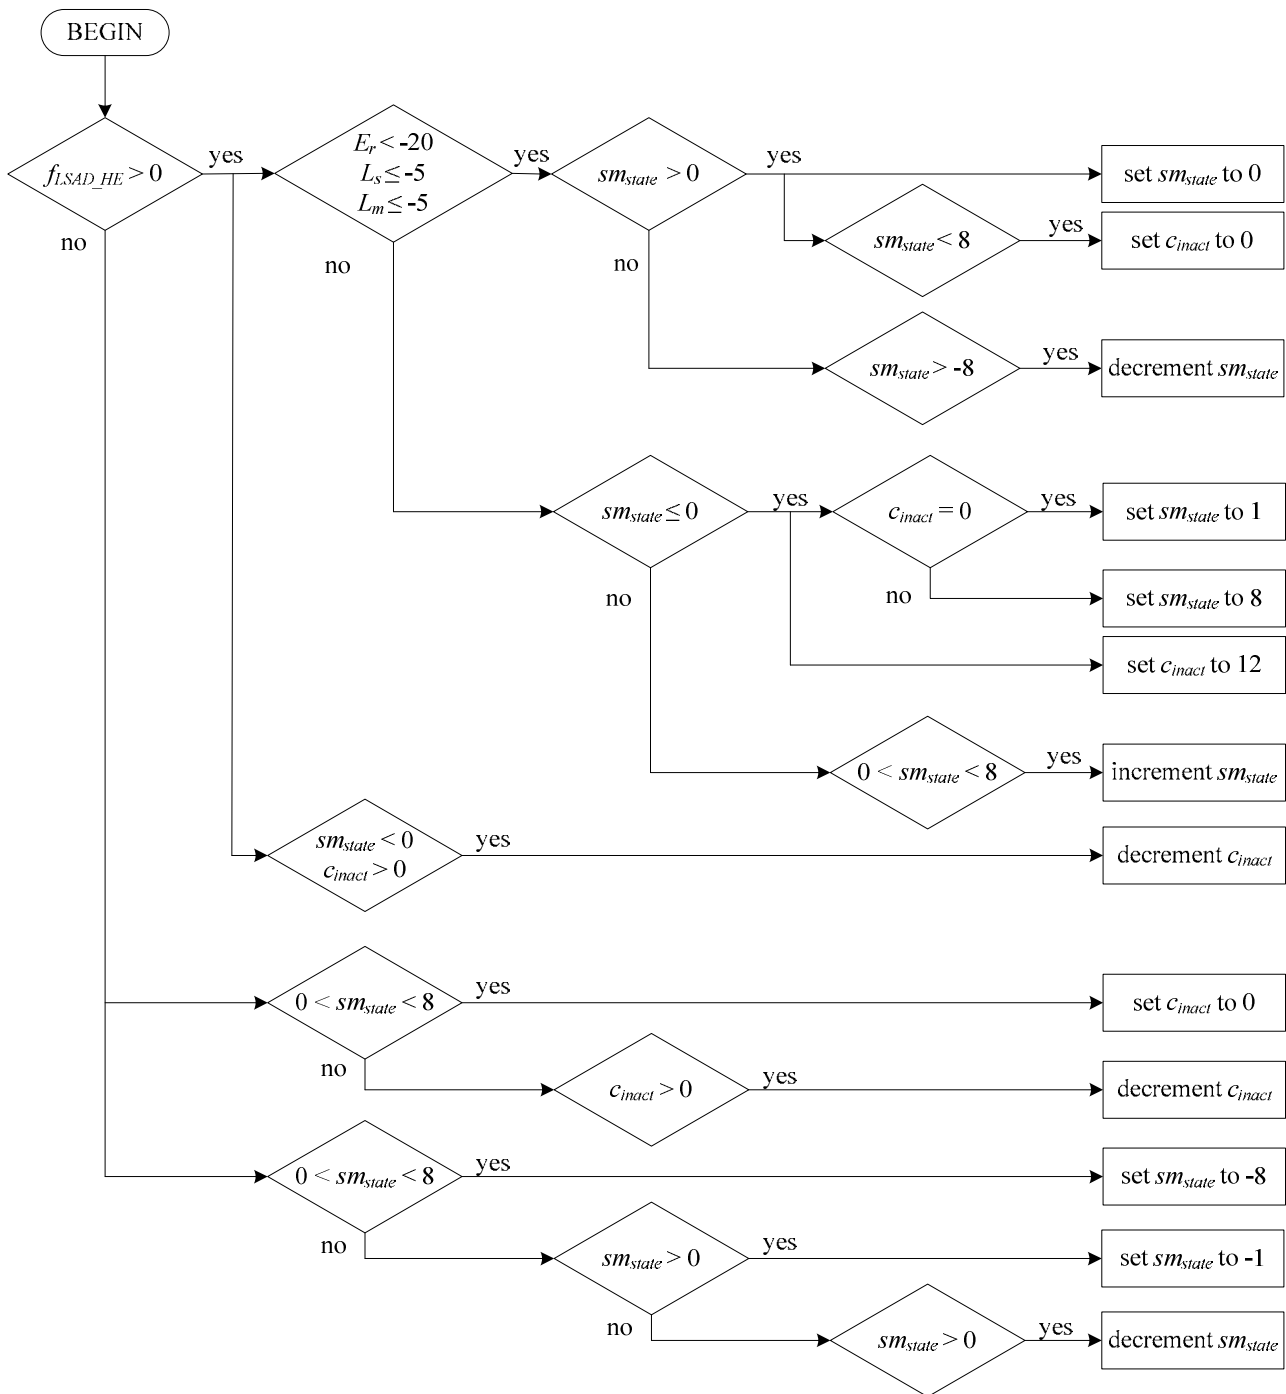 BEGIN
f_LSAD_HE > 0
yes
no
E_r < -20
L_s ≤ -5
L_m ≤ -5
yes
no
sm_state > 0
yes
no
set sm_state to 0
sm_state < 8
yes
set c_inact to 0
sm_state > -8
yes
decrement sm_state
sm_state ≤ 0
yes
no
c_inact = 0
yes
no
set sm_state to 1
set sm_state to 8
set c_inact to 12
0 < sm_state < 8
yes
increment sm_state
sm_state < 0
c_inact > 0
yes
decrement c_inact
0 < sm_state < 8
yes
no
set c_inact to 0
c_inact > 0
yes
decrement c_inact
0 < sm_state < 8
yes
no
set sm_state to -8
sm_state > 0
yes
no
set sm_state to -1
sm_state > 0
yes
decrement sm_state